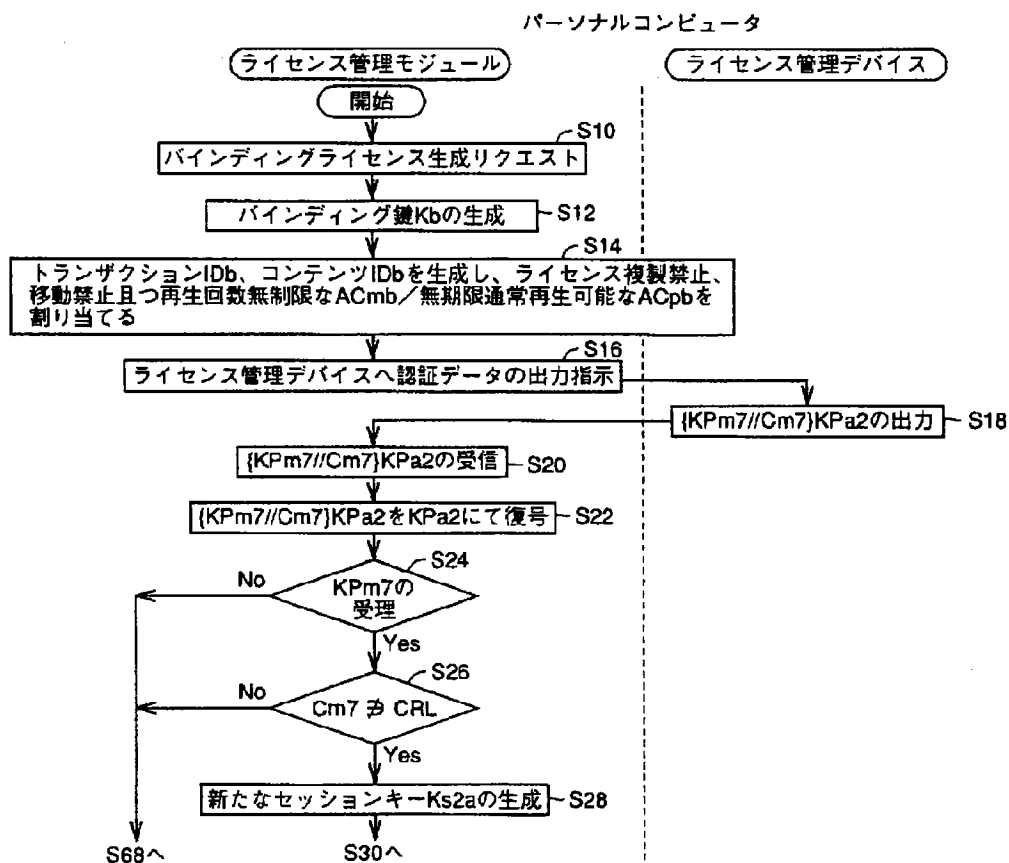 パーソナルコンピュータ
ライセンス管理モジュール
ライセンス管理デバイス
開始
S10
バインディングライセンス生成リクエスト
バインディング鍵Kbの生成
S12
S14
トランザクションIDb、コンテンツIDbを生成し、ライセンス複製禁止、
移動禁止且つ再生回数無制限なACmb／無期限通常再生可能なACpbを
割り当てる
S16
ライセンス管理デバイスへ認証データの出力指示
{KPm7//Cm7}KPa2の出力
S18
{KPm7//Cm7}KPa2の受信
S20
{KPm7//Cm7}KPa2をKPa2にて復号
S22
S24
No
KPm7の
受理
Yes
S26
No
Cm7 ∌ CRL
Yes
新たなセッションキーKs2aの生成
S28
S68へ
S30へ